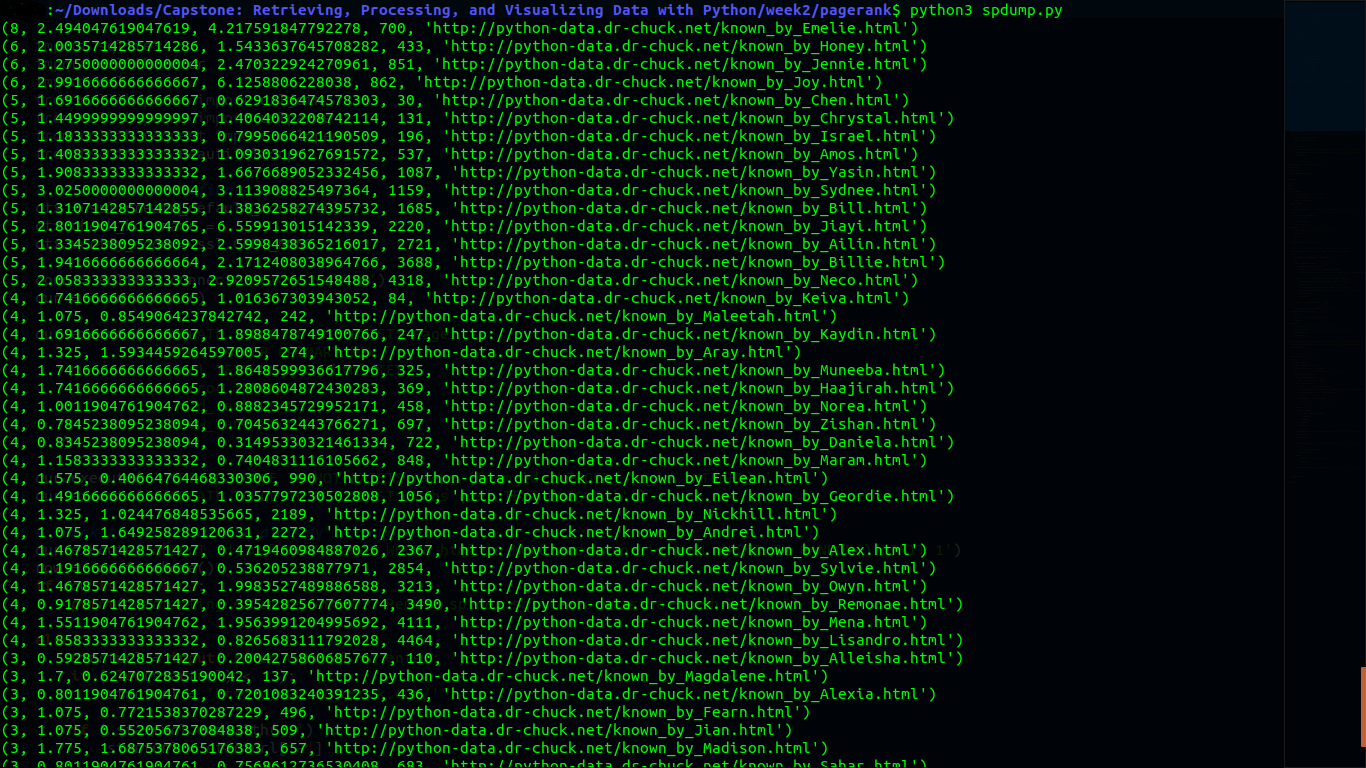 :~/Downloads/Capstone: Retrieving, Processing, and Visualizing Data with Python/week2/pagerank$ python3 spdump.py
(8, 2.494047619047619, 4.217591847792278, 700, 'http://python-data.dr-chuck.net/known_by_Emelie.html')
(6, 2.0035714285714286, 1.5433637645708282, 433, 'http://python-data.dr-chuck.net/known_by_Honey.html')
(6, 3.2750000000000004, 2.470322924270961, 851, 'http://python-data.dr-chuck.net/known_by_Jennie.html')
(6, 2.991666666666667, 6.1258806228038, 862, 'http://python-data.dr-chuck.net/known_by_Joy.html')
(5, 1.6916666666666667, 0.6291836474578303, 30, 'http://python-data.dr-chuck.net/known_by_Chen.html')
(5, 1.4499999999999997, 1.4064032208742114, 131, 'http://python-data.dr-chuck.net/known_by_Chrystal.html')
(5, 1.1833333333333333, 0.7995066421190509, 196, 'http://python-data.dr-chuck.net/known_by_Israel.html')
(5, 1.4083333333333332, 1.0930319627691572, 537, 'http://python-data.dr-chuck.net/known_by_Amos.html')
(5, 1.9083333333333332, 1.6676689052332456, 1087, 'http://python-data.dr-chuck.net/known_by_Yasin.html')
(5, 3.0250000000000004, 3.113908825497364, 1159, 'http://python-data.dr-chuck.net/known_by_Sydnee.html')
(5, 1.3107142857142855, 1.3836258274395732, 1685, 'http://python-data.dr-chuck.net/known_by_Bill.html')
(5, 2.8011904761904765, 6.559913015142339, 2220, 'http://python-data.dr-chuck.net/known_by_Jiayi.html')
(5, 1.3345238095238092, 2.5998438365216017, 2721, 'http://python-data.dr-chuck.net/known_by_Ailin.html')
(5, 1.9416666666666664, 2.1712408038964766, 3688, 'http://python-data.dr-chuck.net/known_by_Billie.html')
(5, 2.058333333333333, 2.9209572651548488, 4318, 'http://python-data.dr-chuck.net/known_by_Neco.html')
(4, 1.7416666666666665, 1.016367303943052, 84, 'http://python-data.dr-chuck.net/known_by_Keiva.html')
(4, 1.075, 0.8549064237842742, 242, 'http://python-data.dr-chuck.net/known_by_Maleetah.html')
(4, 1.6916666666666667, 1.8988478749100766, 247, 'http://python-data.dr-chuck.net/known_by_Kaydin.html')
(4, 1.325, 1.5934459264597005, 274, 'http://python-data.dr-chuck.net/known_by_Aray.html')
(4, 1.7416666666666665, 1.8648599936617796, 325, 'http://python-data.dr-chuck.net/known_by_Muneeba.html')
(4, 1.7416666666666665, 1.2808604872430283, 369, 'http://python-data.dr-chuck.net/known_by_Haajirah.html')
(4, 1.0011904761904762, 0.8882345729952171, 458, 'http://python-data.dr-chuck.net/known_by_Norea.html')
(4, 0.7845238095238094, 0.7045632443766271, 697, 'http://python-data.dr-chuck.net/known_by_Zishan.html')
(4, 0.8345238095238094, 0.31495330321461334, 722, 'http://python-data.dr-chuck.net/known_by_Daniela.html')
(4, 1.1583333333333332, 0.7404831116105662, 848, 'http://python-data.dr-chuck.net/known_by_Maram.html')
(4, 1.575, 0.40664764468330306, 990, 'http://python-data.dr-chuck.net/known_by_Eilean.html')
(4, 1.4916666666666665, 1.0357797230502808, 1056, 'http://python-data.dr-chuck.net/known_by_Geordie.html')
(4, 1.325, 1.024476848535665, 2189, 'http://python-data.dr-chuck.net/known_by_Nickhill.html')
(4, 1.075, 1.649258289120631, 2272, 'http://python-data.dr-chuck.net/known_by_Andrei.html')
(4, 1.4678571428571427, 0.4719460984887026, 2367, 'http://python-data.dr-chuck.net/known_by_Alex.html')
(4, 1.1916666666666667, 0.536205238877971, 2854, 'http://python-data.dr-chuck.net/known_by_Sylvie.html')
(4, 1.4678571428571427, 1.9983527489886588, 3213, 'http://python-data.dr-chuck.net/known_by_Owyn.html')
(4, 0.9178571428571427, 0.39542825677607774, 3490, 'http://python-data.dr-chuck.net/known_by_Remonae.html')
(4, 1.5511904761904762, 1.9563991204995692, 4111, 'http://python-data.dr-chuck.net/known_by_Mena.html')
(4, 1.8583333333333332, 0.8265683111792028, 4464, 'http://python-data.dr-chuck.net/known_by_Lisandro.html')
(3, 0.5928571428571427, 0.20042758606857677, 110, 'http://python-data.dr-chuck.net/known_by_Alleisha.html')
(3, 1.7, 0.6247072835190042, 137, 'http://python-data.dr-chuck.net/known_by_Magdalene.html')
(3, 0.8011904761904761, 0.7201083240391235, 436, 'http://python-data.dr-chuck.net/known_by_Alexia.html')
(3, 1.075, 0.7721538370287229, 496, 'http://python-data.dr-chuck.net/known_by_Fearn.html')
(3, 1.075, 0.552056737084838, 509, 'http://python-data.dr-chuck.net/known_by_Jian.html')
(3, 1.775, 1.6875378065176383, 657, 'http://python-data.dr-chuck.net/known_by_Madison.html')
(3, 0.8011904761904761, 0.7568612736530408, 683, 'http://python-data.dr-chuck.net/known_by_Sahar.html')